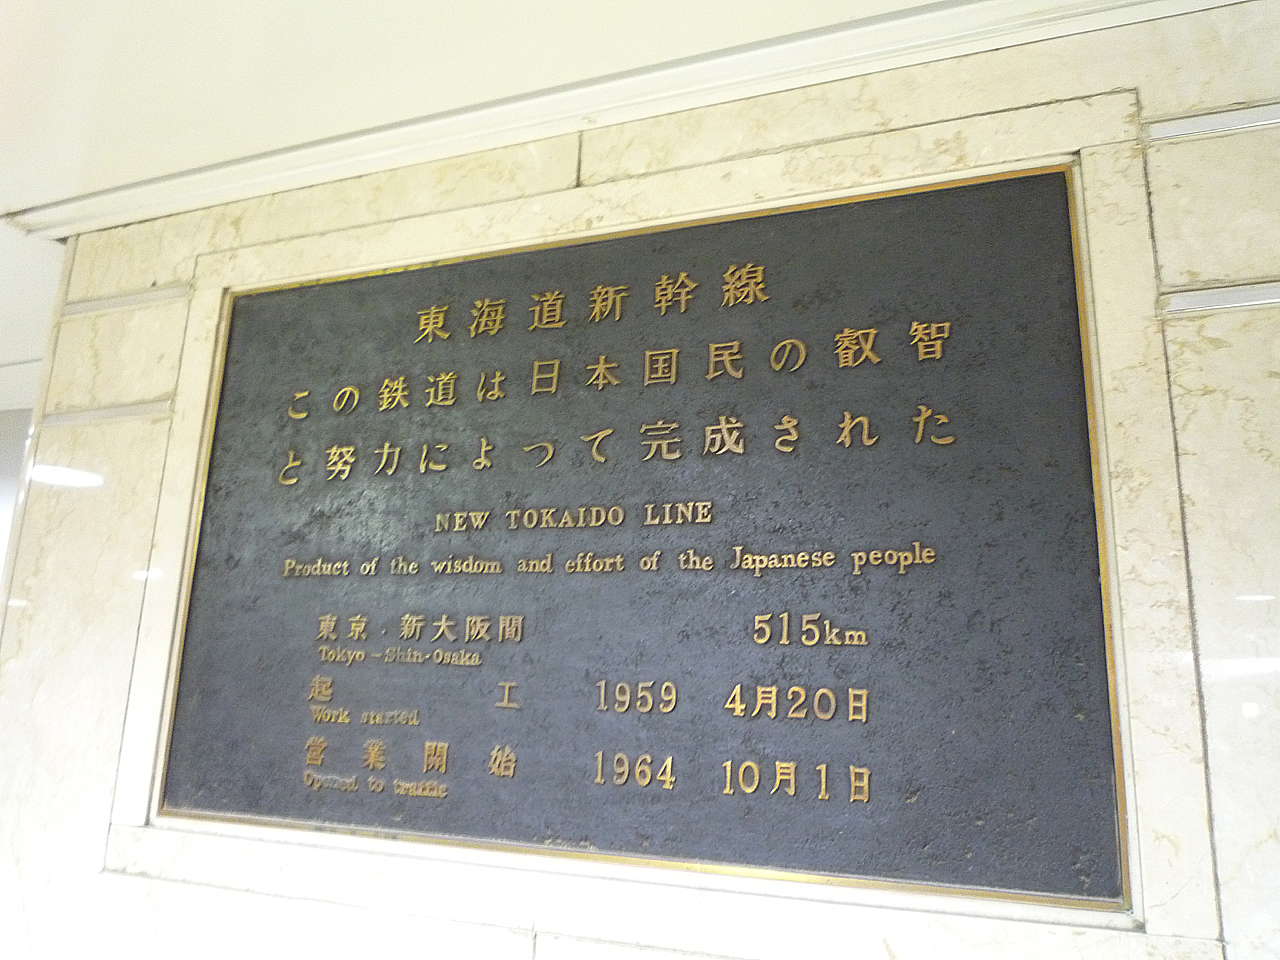 東海道新幹線
この鉄道は日本国民の叡智
と努力によつて完成された
NEW TOKAIDO LINE
Product of the wisdom and effort of the Japanese people
東京・新大阪間 515km
Tokyo-Shin-Osaka
起工 1959 4月20日
Work started
営業開始 1964 10月1日
Opened to traffic